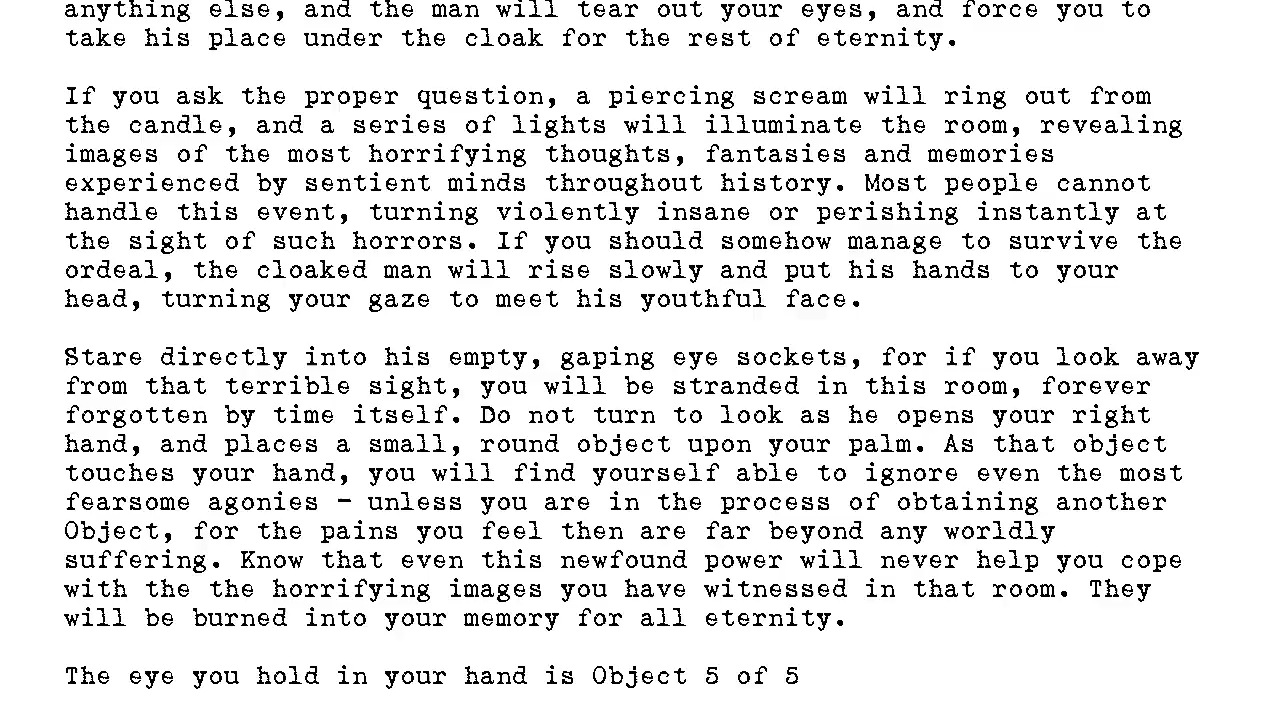 anything else, and the man will tear out your eyes, and force you to
take his place under the cloak for the rest of eternity.
If you ask the proper question, a piercing scream will ring out from
the candle, and a series of lights will illuminate the room, revealing
images of the most horrifying thoughts, fantasies and memories
experienced by sentient minds throughout history. Most people cannot
handle this event, turning violently insane or perishing instantly at
the sight of such horrors. If you should somehow manage to survive the
ordeal, the cloaked man will rise slowly and put his hands to your
head, turning your gaze to meet his youthful face.
Stare directly into his empty, gaping eye sockets, for if you look away
from that terrible sight, you will be stranded in this room, forever
forgotten by time itself. Do not turn to look as he opens your right
hand, and places a small, round object upon your palm. As that object
touches your hand, you will find yourself able to ignore even the most
fearsome agonies – unless you are in the process of obtaining another
Object, for the pains you feel then are far beyond any worldly
suffering. Know that even this newfound power will never help you cope
with the the horrifying images you have witnessed in that room. They
will be burned into your memory for all eternity.
The eye you hold in your hand is Object 5 of 5